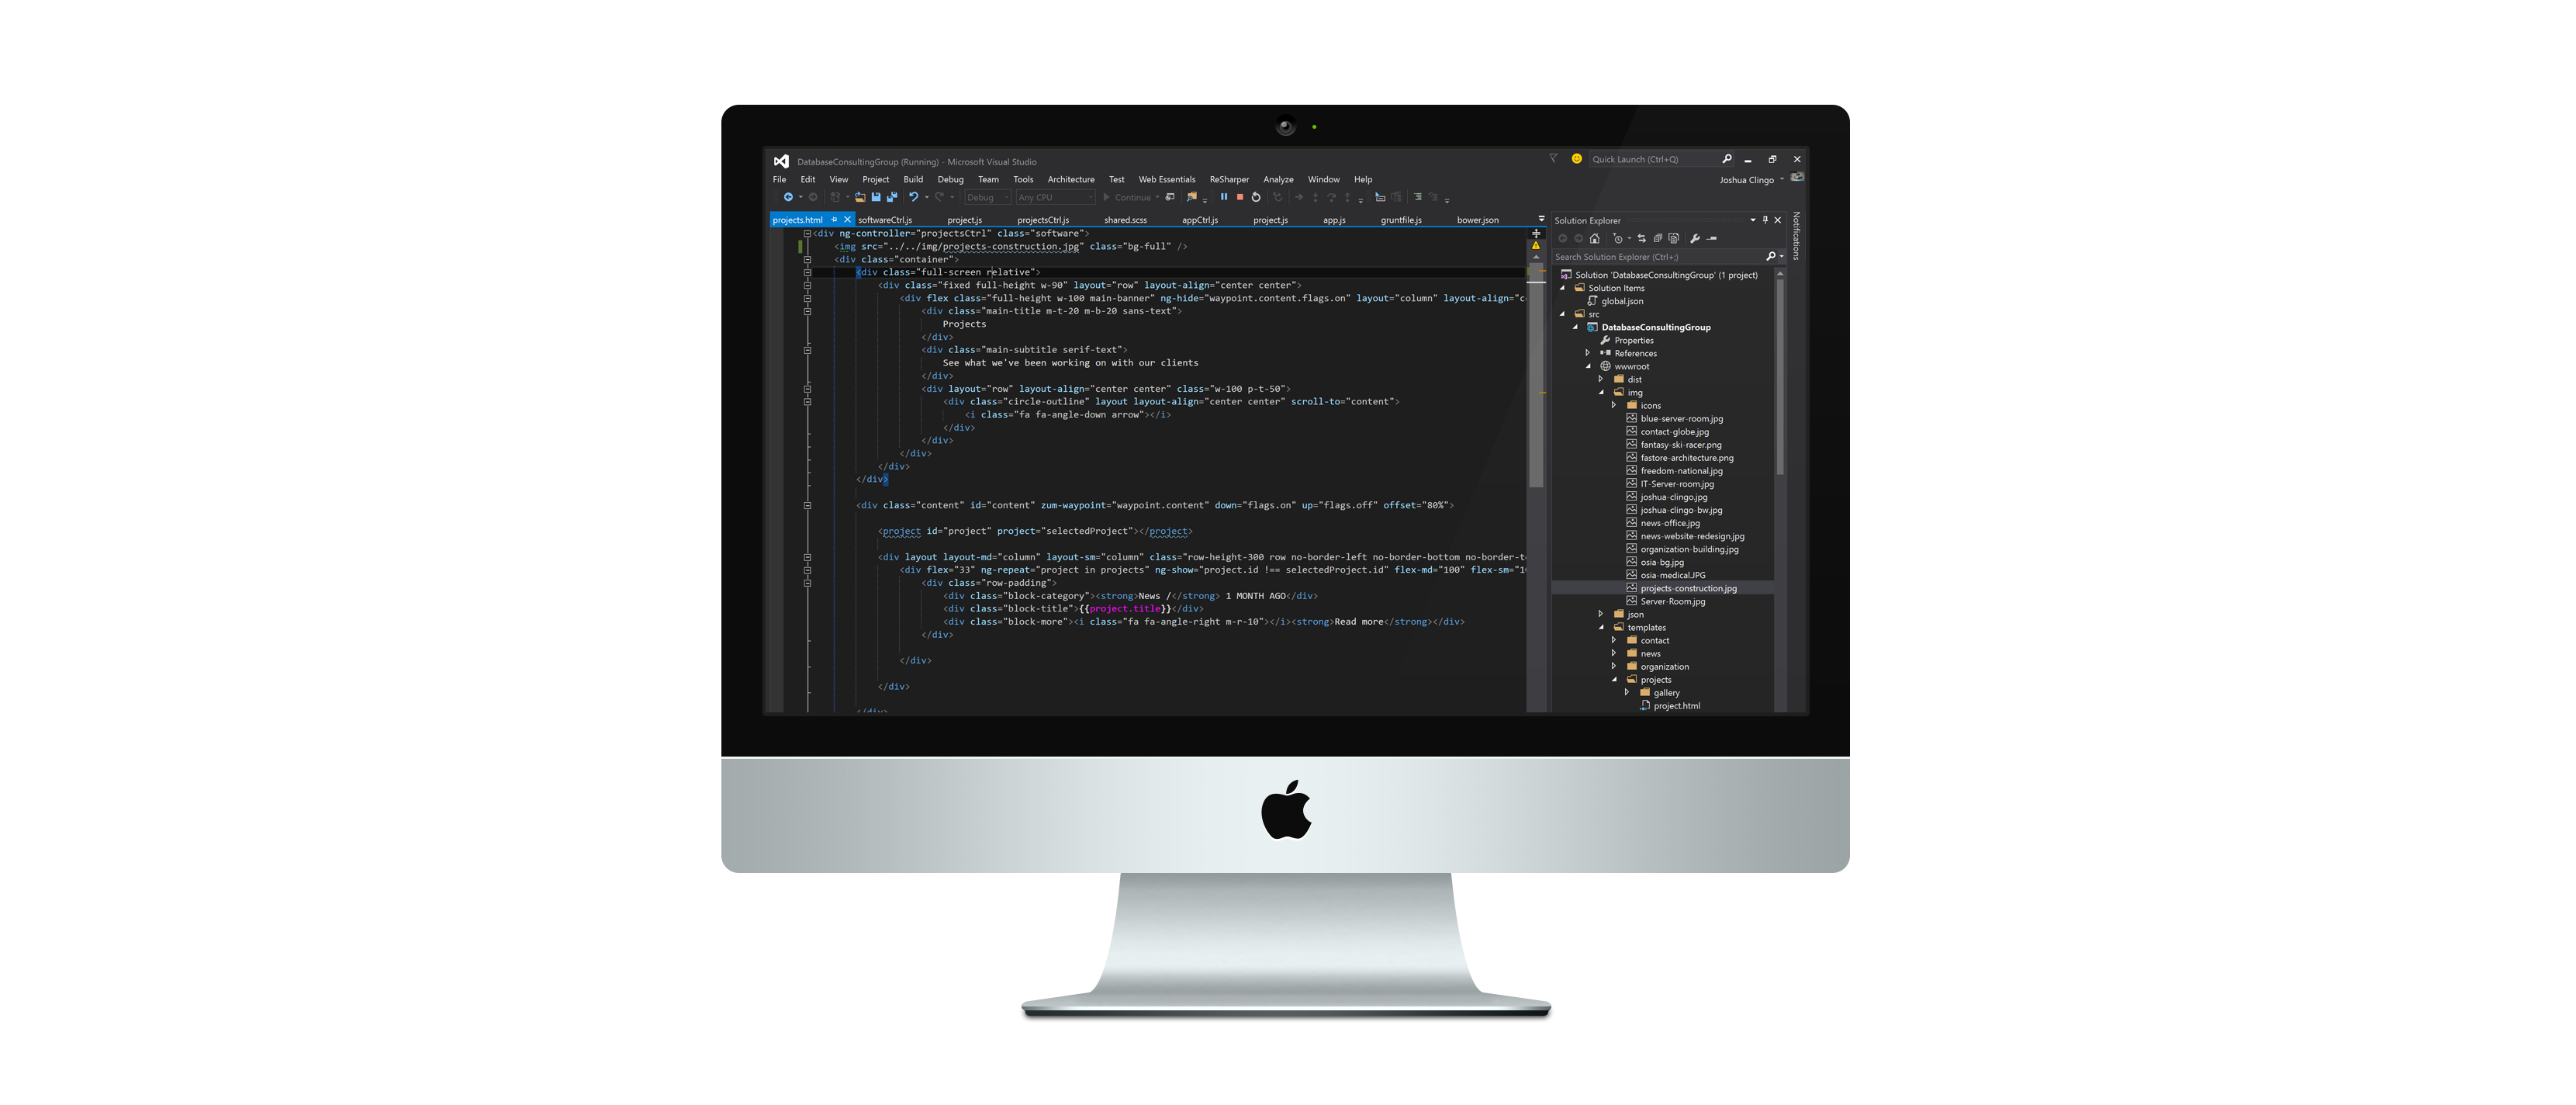 DatabaseConsultingGroup (Running) - Microsoft Visual Studio
Quick Launch (Ctrl+Q)
File Edit View Project Build Debug Team Tools Architecture Test Web Essentials ReSharper Analyze Window Help
Joshua Clingo
Debug Any CPU Continue
projects.html softwareCtrl.js project.js projectsCtrl.js shared.scss appCtrl.js project.js app.js gruntfile.js bower.json
<div ng-controller="projectsCtrl" class="software">
<img src="../../img/projects-construction.jpg" class="bg-full" />
<div class="container">
<div class="full-screen relative">
<div class="fixed full-height w-90" layout="row" layout-align="center center">
<div flex class="full-height w-100 main-banner" ng-hide="waypoint.content.flags.on" layout="column" layout-align="c
<div class="main-title m-t-20 m-b-20 sans-text">
Projects
</div>
<div class="main-subtitle serif-text">
See what we've been working on with our clients
</div>
<div layout="row" layout-align="center center" class="w-100 p-t-50">
<div class="circle-outline" layout layout-align="center center" scroll-to="content">
<i class="fa fa-angle-down arrow"></i>
</div>
</div>
</div>
</div>
</div>
<div class="content" id="content" zum-waypoint="waypoint.content" down="flags.on" up="flags.off" offset="80%">
<project id="project" project="selectedProject"></project>
<div layout layout-md="column" layout-sm="column" class="row-height-300 row no-border-left no-border-bottom no-border-t
<div flex="33" ng-repeat="project in projects" ng-show="project.id !== selectedProject.id" flex-md="100" flex-sm="1
<div class="row-padding">
<div class="block-category"><strong>News /</strong> 1 MONTH AGO</div>
<div class="block-title">{{project.title}}</div>
<div class="block-more"><i class="fa fa-angle-right m-r-10"></i><strong>Read more</strong></div>
</div>
</div>
</div>
</div>
Solution Explorer
Search Solution Explorer (Ctrl+;)
Solution 'DatabaseConsultingGroup' (1 project)
Solution Items
global.json
src
DatabaseConsultingGroup
Properties
References
wwwroot
dist
img
icons
blue-server-room.jpg
contact-globe.jpg
fantasy-ski-racer.png
fastore-architecture.png
freedom-national.jpg
IT-Server-room.jpg
joshua-clingo.jpg
joshua-clingo-bw.jpg
news-office.jpg
news-website-redesign.jpg
organization-building.jpg
osia-bg.jpg
osia-medical.JPG
projects-construction.jpg
Server-Room.jpg
json
templates
contact
news
organization
projects
gallery
project.html
Notifications